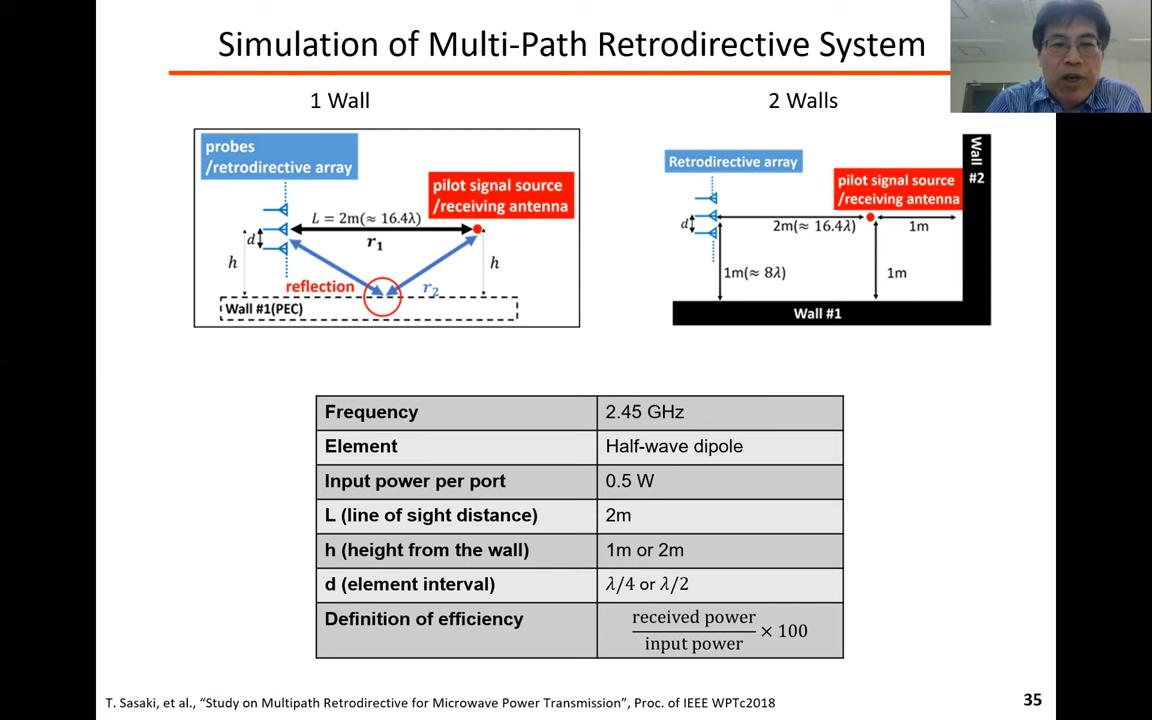 Simulation of Multi-Path Retrodirective System
1 Wall
probes
/retrodirective array
pilot signal source
/receiving antenna
L = 2m(≈ 16.4λ)
r₁
d
h
h
reflection
r₂
Wall #1(PEC)
2 Walls
Retrodirective array
Wall
#2
pilot signal source
/receiving antenna
d
2m(≈ 16.4λ)
1m
1m(≈ 8λ)
1m
Wall #1
Frequency 2.45 GHz
Element Half-wave dipole
Input power per port 0.5 W
L (line of sight distance) 2m
h (height from the wall) 1m or 2m
d (element interval) λ/4 or λ/2
Definition of efficiency
received power
input power
× 100
T. Sasaki, et al., “Study on Multipath Retrodirective for Microwave Power Transmission”, Proc. of IEEE WPTc2018
35